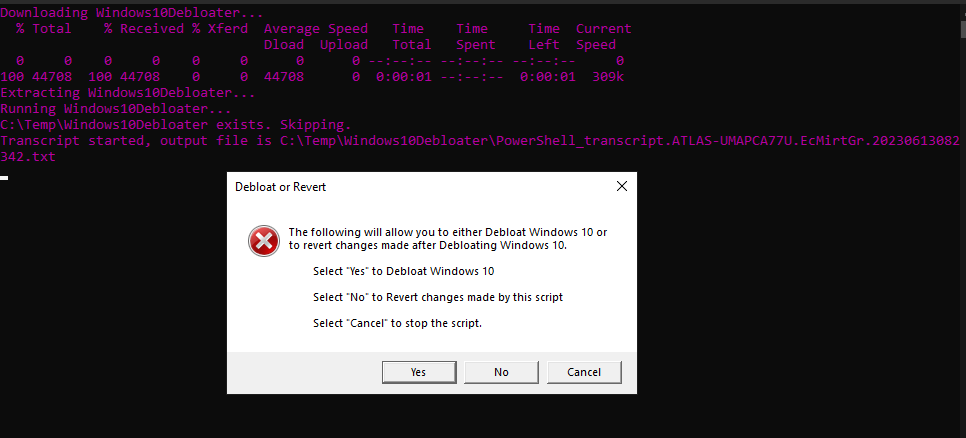 Downloading Windows10Debloater...
% Total % Received % Xferd Average Speed Time Time Time Current
Dload Upload Total Spent Left Speed
0 0 0 0 0 0 0 0 --:--:-- --:--:-- --:--:-- 0
100 44708 100 44708 0 0 44708 0 0:00:01 --:--:-- 0:00:01 309k
Extracting Windows10Debloater...
Running Windows10Debloater...
C:\Temp\Windows10Debloater exists. Skipping.
Transcript started, output file is C:\Temp\Windows10Debloater\PowerShell_transcript.ATLAS-UMAPCA77U.EcMirtGr.20230613082
342.txt
Debloat or Revert
The following will allow you to either Debloat Windows 10 or
to revert changes made after Debloating Windows 10.
Select "Yes" to Debloat Windows 10
Select "No" to Revert changes made by this script
Select "Cancel" to stop the script.
Yes No Cancel